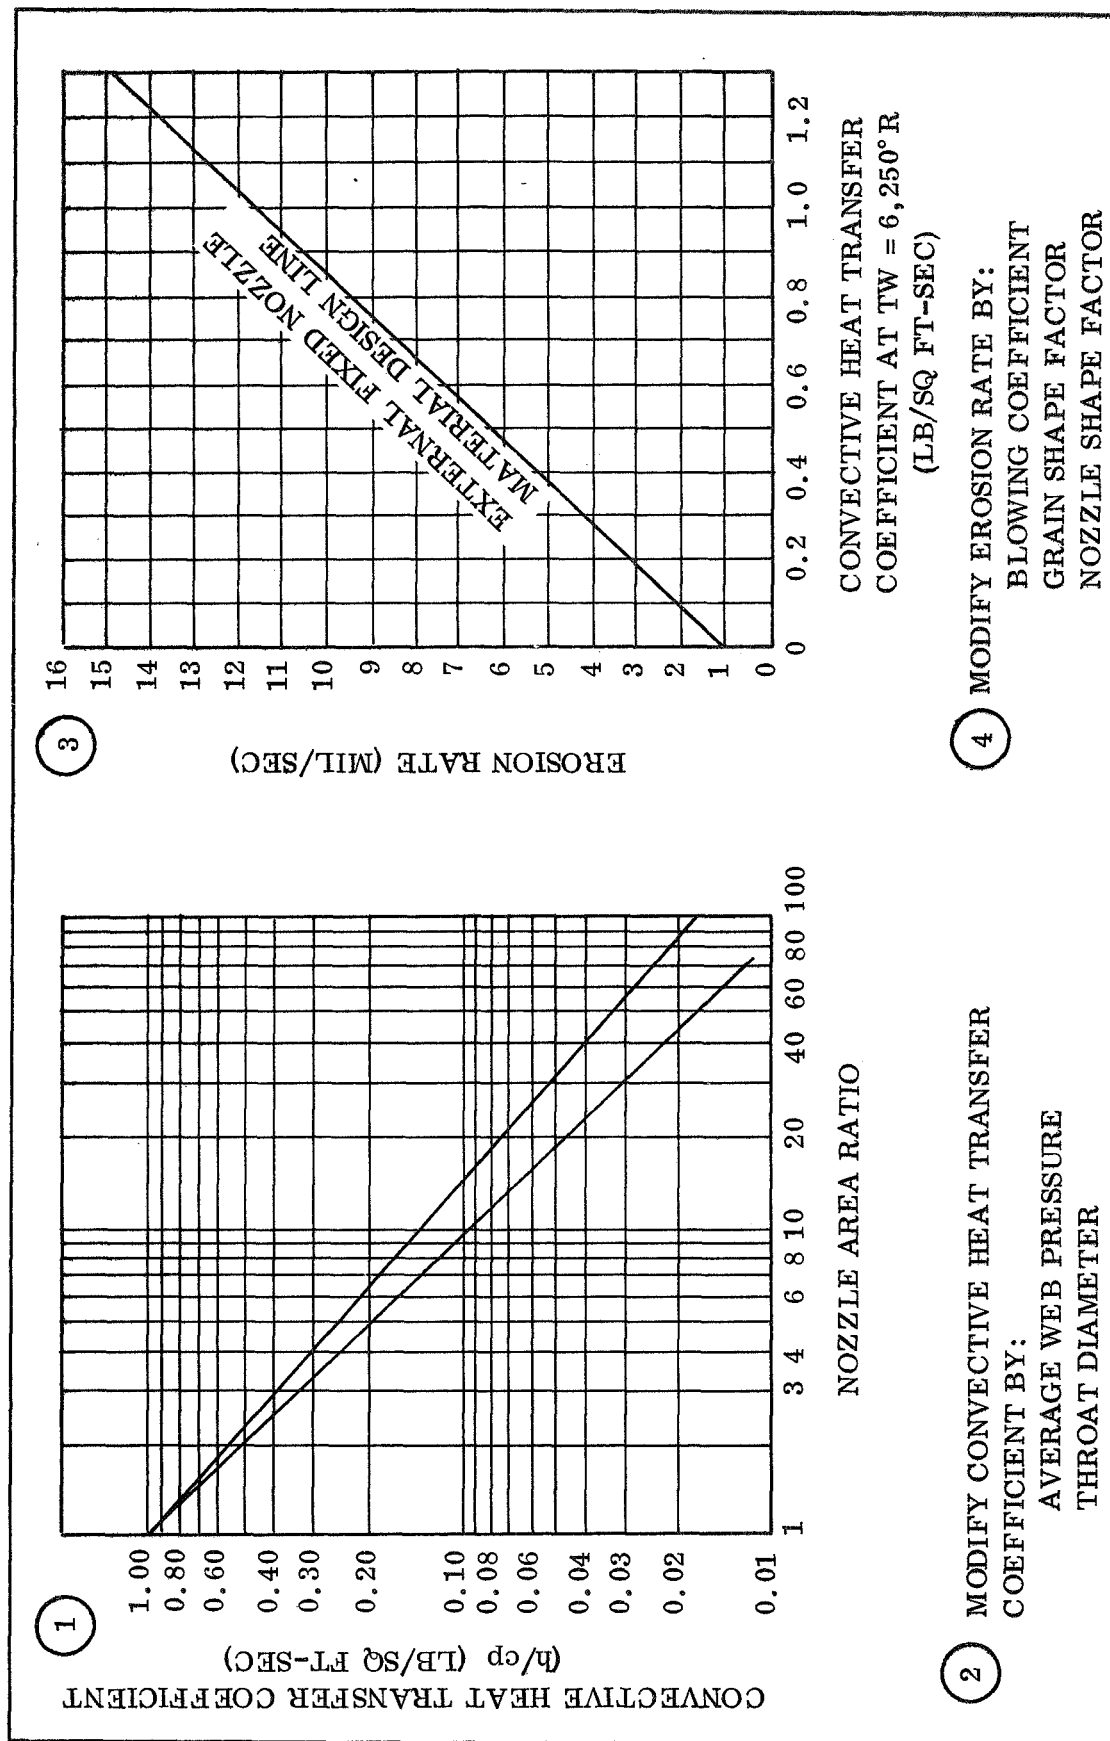 1
CONVECTIVE HEAT TRANSFER COEFFICIENT
(h/cp (LB/SQ FT-SEC)
1.00
0.80
0.60
0.40
0.30
0.20
0.10
0.08
0.06
0.04
0.03
0.02
0.01
1 3 4 6 8 10 20 40 60 80 100
NOZZLE AREA RATIO
2
MODIFY CONVECTIVE HEAT TRANSFER
COEFFICIENT BY:
AVERAGE WEB PRESSURE
THROAT DIAMETER
3
EROSION RATE (MIL/SEC)
16
15
14
13
12
11
10
9
8
7
6
5
4
3
2
1
0
EXTERNAL FIXED NOZZLE
MATERIAL DESIGN LINE
0 0.2 0.4 0.6 0.8 1.0 1.2
CONVECTIVE HEAT TRANSFER
COEFFICIENT AT TW = 6,250°R
(LB/SQ FT-SEC)
4
MODIFY EROSION RATE BY:
BLOWING COEFFICIENT
GRAIN SHAPE FACTOR
NOZZLE SHAPE FACTOR